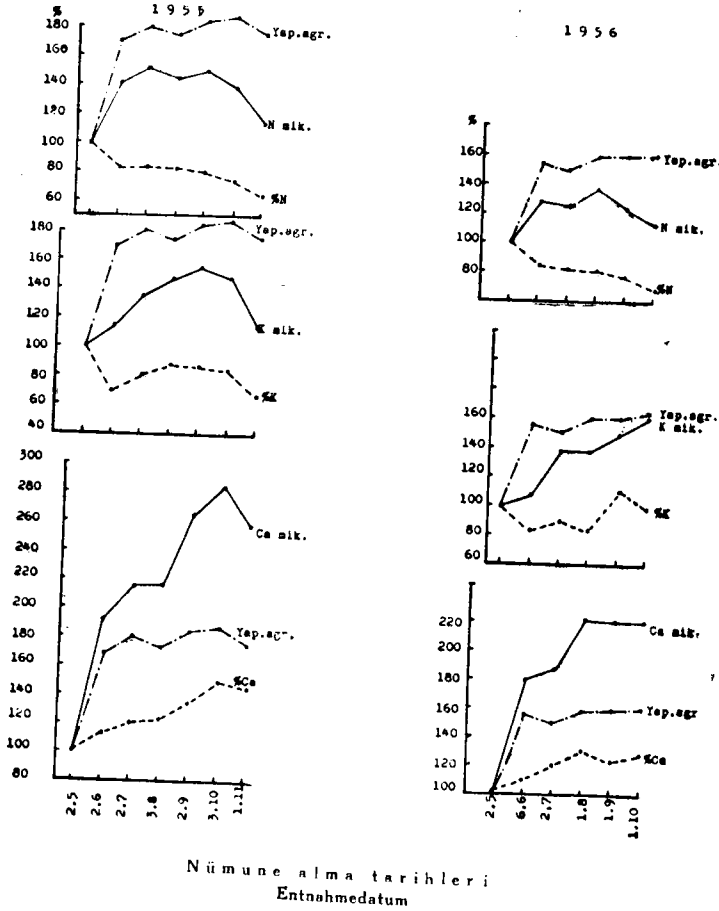 1955
%
180
160
140
120
100
80
60
Yap.agr.
N mik.
%N
180
160
140
120
100
80
60
40
Yap.agr.
K mik.
%K
300
280
260
240
220
200
180
160
140
120
100
80
Ca mik.
Yap.agr.
%Ca
2.5 2.6 2.7 3.8 2.9 3.10 1.11
1956
%
160
140
120
100
80
Yap.agr.
N mik.
%N
160
140
120
100
80
60
Yap.agr.
K mik.
%K
220
200
180
160
140
120
100
Ca mik.
Yap.agr
%Ca
2.5 6.6 2.7 1.8 1.9 1.10
Nümune alma tarihleri
Entnahmedatum